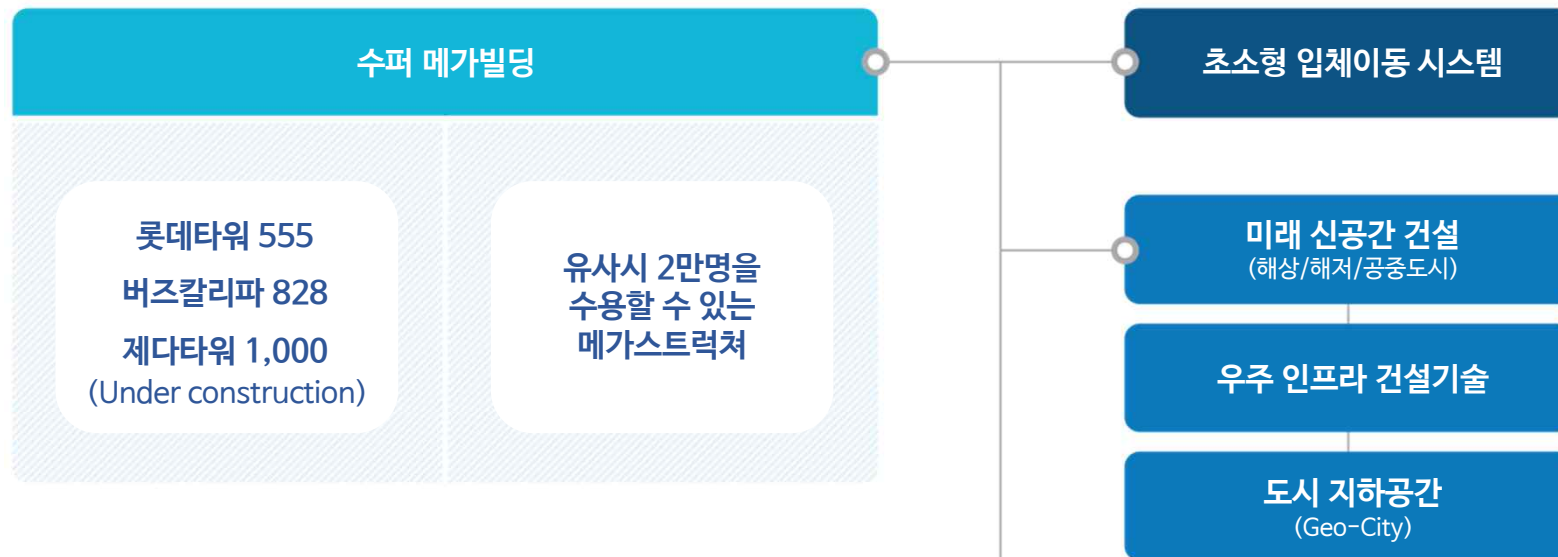 수퍼 메가빌딩
롯데타워 555
버즈칼리파 828
제다타워 1,000
(Under construction)
유사시 2만명을
수용할 수 있는
메가스트럭쳐
초소형 입체이동 시스템
미래 신공간 건설
(해상/해저/공중도시)
우주 인프라 건설기술
도시 지하공간
(Geo-City)